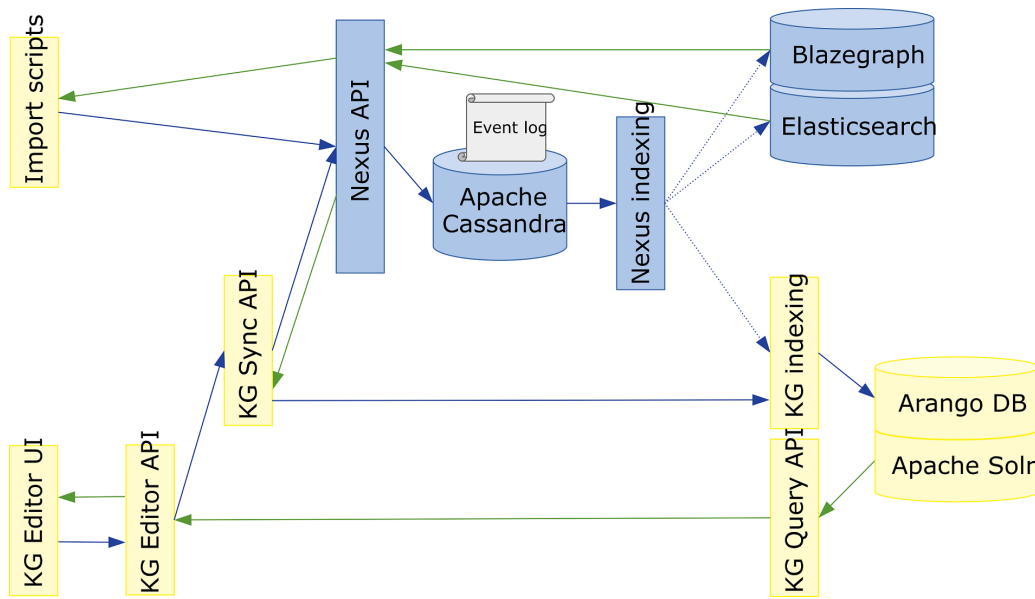 Import scripts
Nexus API
Event log
Apache
Cassandra
Nexus indexing
Blazegraph
Elasticsearch
KG Sync API
KG indexing
Arango DB
Apache Solr
KG Editor UI
KG Editor API
KG Query API